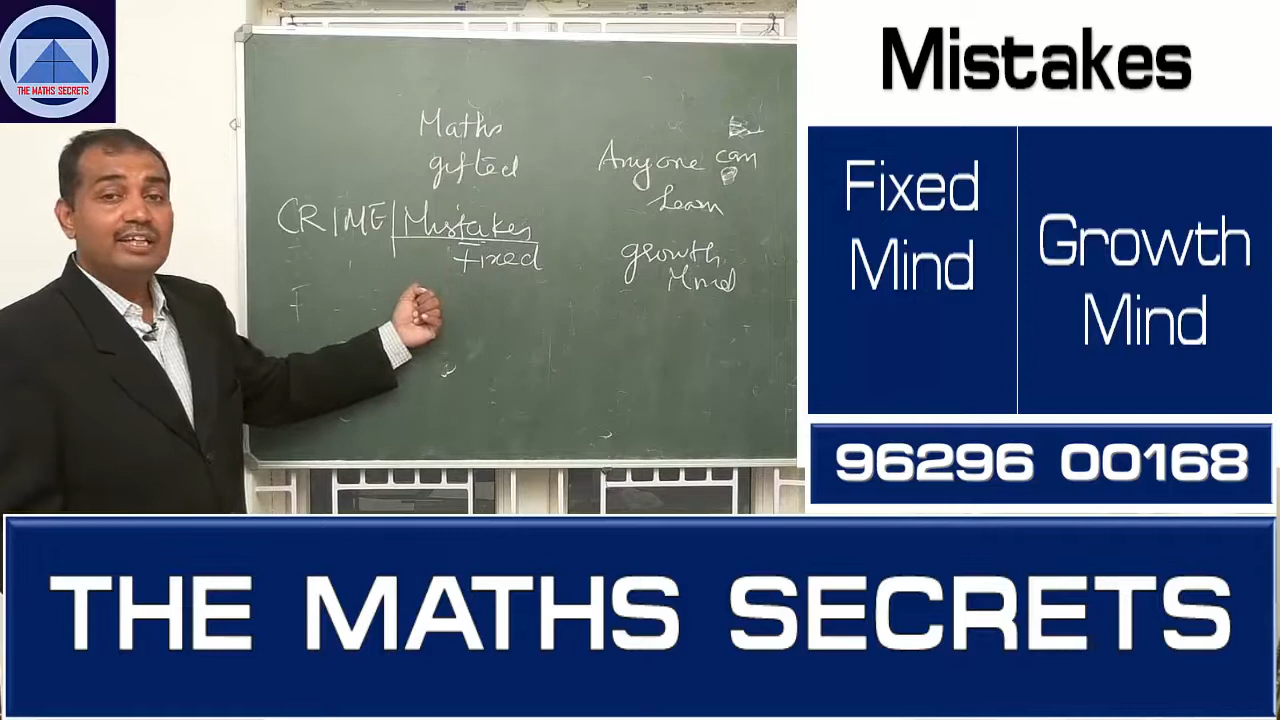 THE MATHS SECRETS
Maths
gifted
CRIME Mistakes
Fixed
F
Anyone can
Learn
growth
Mind
Mistakes
Fixed
Mind
Growth
Mind
96296 00168
THE MATHS SECRETS